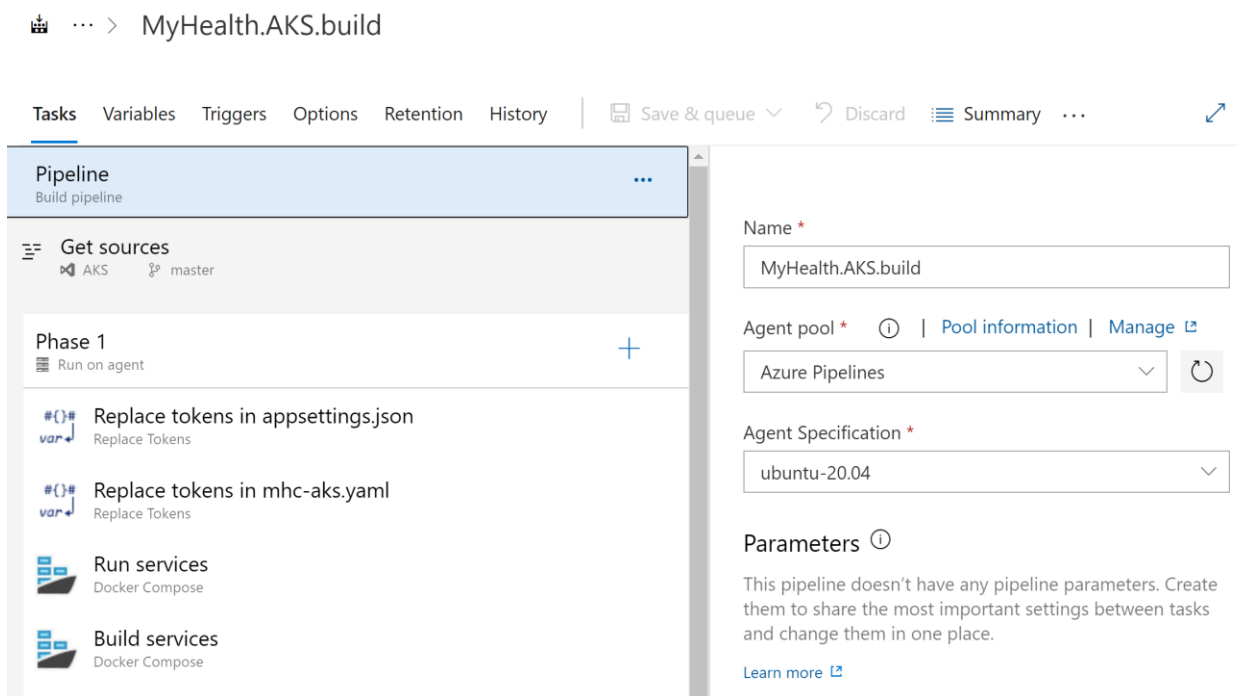 ... > MyHealth.AKS.build
Tasks Variables Triggers Options Retention History Save & queue Discard Summary ...
Pipeline
Build pipeline
...
Get sources
AKS master
Phase 1
Run on agent
+
#{}# Replace tokens in appsettings.json
var Replace Tokens
#{}# Replace tokens in mhc-aks.yaml
var Replace Tokens
Run services
Docker Compose
Build services
Docker Compose
Name *
MyHealth.AKS.build
Agent pool * | Pool information | Manage
Azure Pipelines
Agent Specification *
ubuntu-20.04
Parameters
This pipeline doesn’t have any pipeline parameters. Create
them to share the most important settings between tasks
and change them in one place.
Learn more